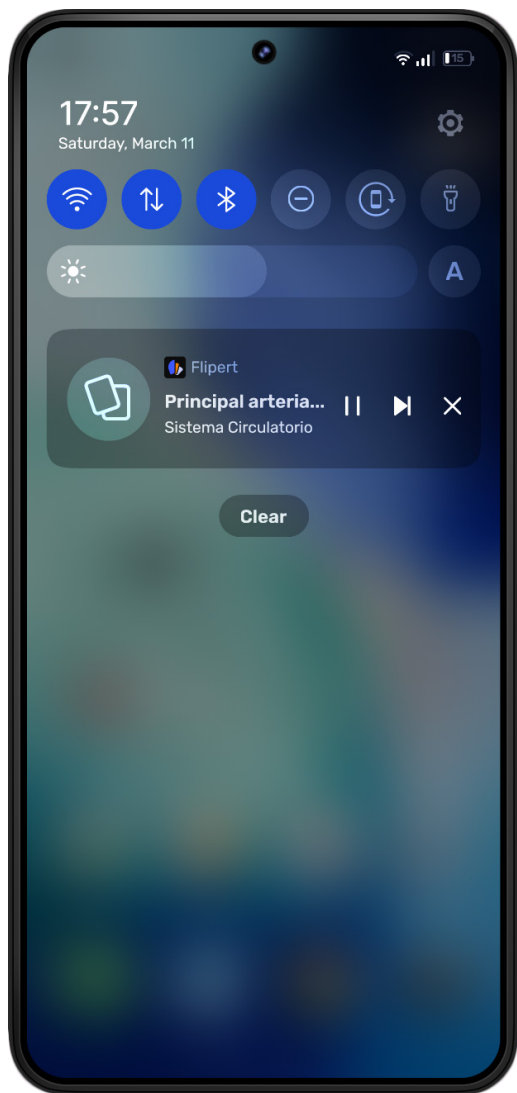 15
17:57
Saturday, March 11
A
Flipert
Principal arteria...
Sistema Circulatorio
Clear